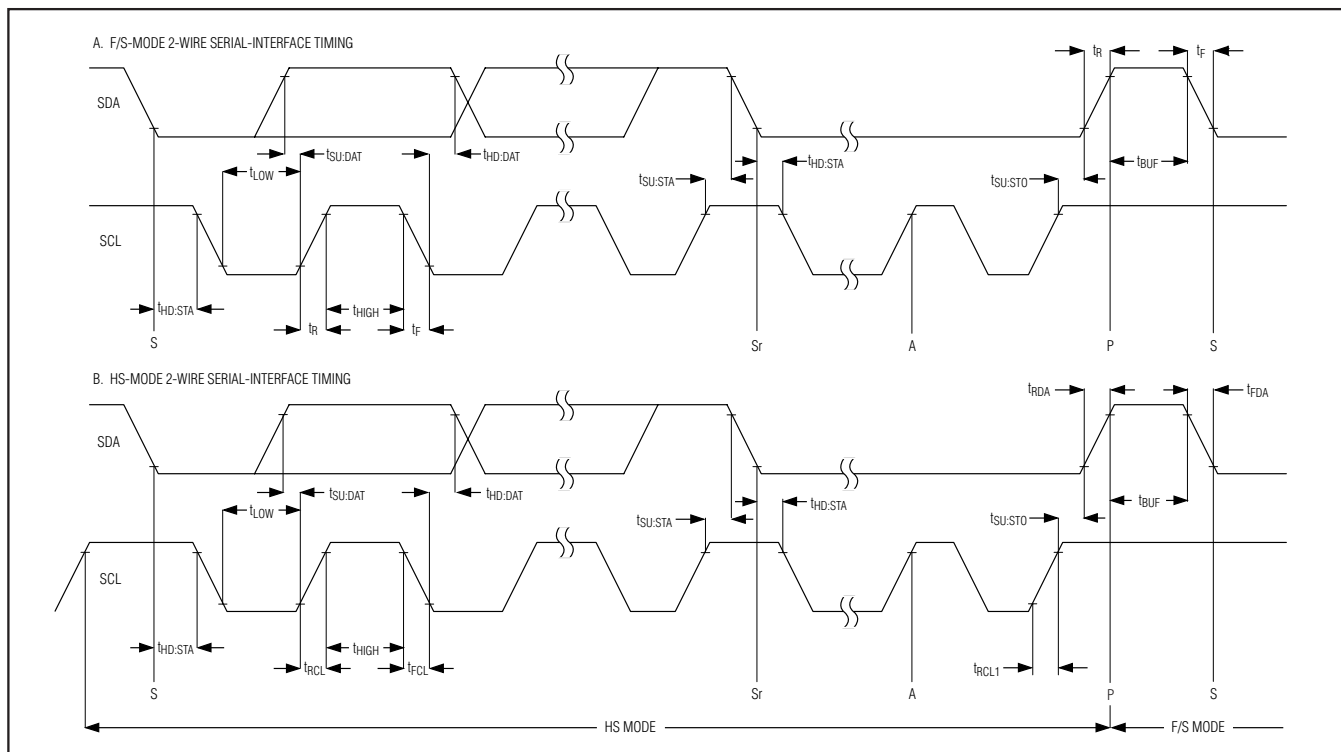 A. F/S-MODE 2-WIRE SERIAL-INTERFACE TIMING
tR
tF
SDA
tSU:DAT
tHD:DAT
tLOW
tSU:STA
tHD:STA
tSU:STO
tBUF
SCL
tHD:STA
tR
tHIGH
tF
S
Sr
A
P
S
B. HS-MODE 2-WIRE SERIAL-INTERFACE TIMING
tRDA
tFDA
SDA
tSU:DAT
tHD:DAT
tLOW
tSU:STA
tHD:STA
tSU:STO
tBUF
SCL
tHD:STA
tRCL
tHIGH
tFCL
tRCL1
S
Sr
A
P
S
HS MODE
F/S MODE